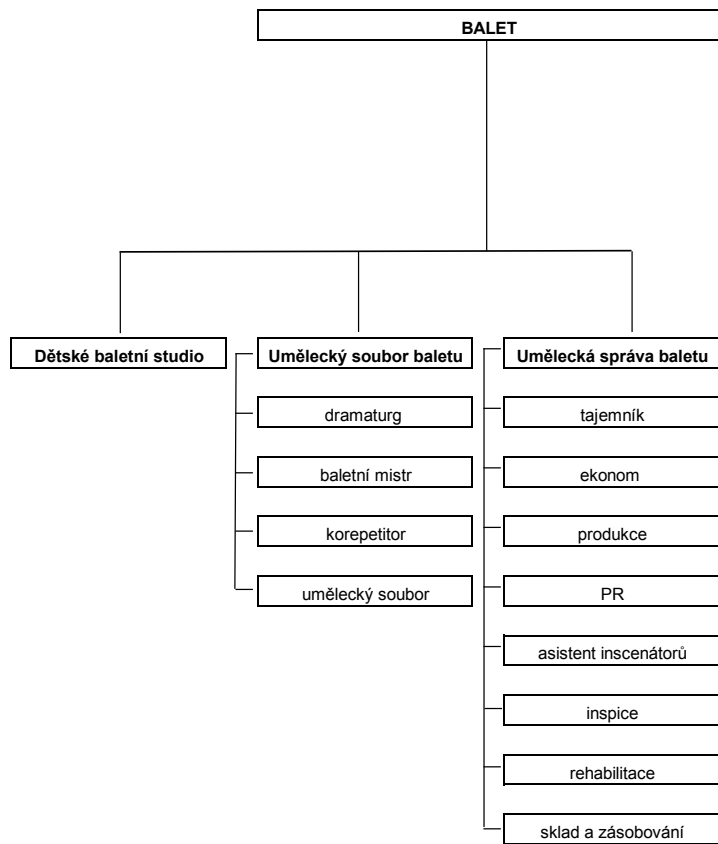 BALET
Dětské baletní studio
Umělecký soubor baletu
dramaturg
baletní mistr
korepetitor
umělecký soubor
Umělecká správa baletu
tajemník
ekonom
produkce
PR
asistent inscenátorů
inspice
rehabilitace
sklad a zásobování